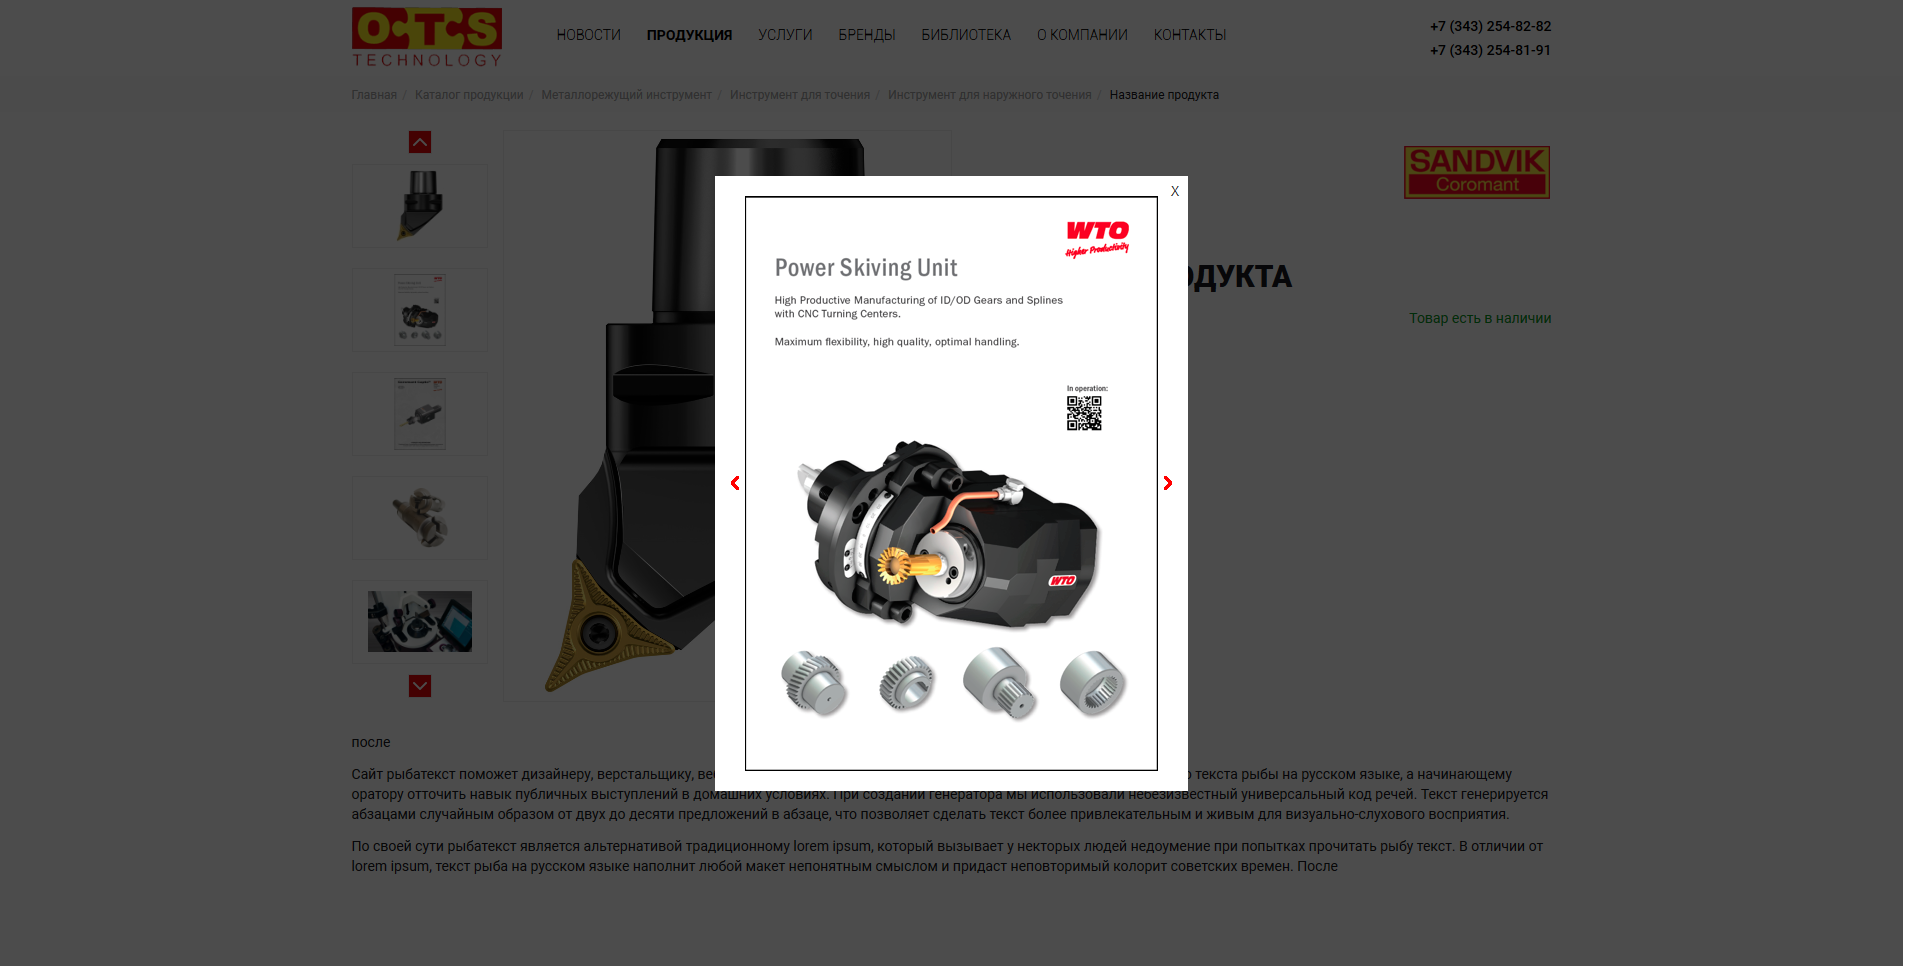 OTS
TECHNOLOGY
НОВОСТИ
ПРОДУКЦИЯ
УСЛУГИ
БРЕНДЫ
БИБЛИОТЕКА
О КОМПАНИИ
КОНТАКТЫ
+7 (343) 254-82-82
+7 (343) 254-81-91
Главная / Каталог продукции / Металлорежущий инструмент / Инструмент для точения / Инструмент для наружного точения / Название продукта
SANDVIK
Coromant
X
WTO
Higher Productivity
Power Skiving Unit
High Productive Manufacturing of ID/OD Gears and Splines
with CNC Turning Centers.
Maximum flexibility, high quality, optimal handling.
In operation:
WTO
ОДУКТА
Товар есть в наличии
после
Сайт рыбатекст поможет дизайнеру, верстальщику, ве текста рыбы на русском языке, а начинающему
оратору отточить навык публичных выступлений в домашних условиях. При создании генератора мы использовали небезизвестный универсальный код речей. Текст генерируется
абзацами случайным образом от двух до десяти предложений в абзаце, что позволяет сделать текст более привлекательным и живым для визуально-слухового восприятия.
По своей сути рыбатекст является альтернативой традиционному lorem ipsum, который вызывает у некторых людей недоумение при попытках прочитать рыбу текст. В отличии от
lorem ipsum, текст рыба на русском языке наполнит любой макет непонятным смыслом и придаст неповторимый колорит советских времен. После